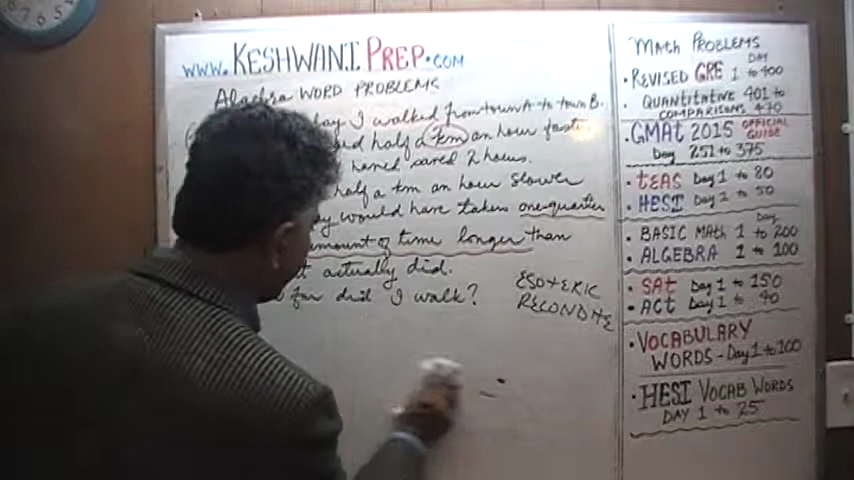 WWW. KESHWANI PREP.COM
Algebra WORD PROBLEMS
day I walked from town A to town B.
half a km an hour faster
have saved 2 hours.
half a km an hour slower
would have taken one-quarter
amount of time longer than
it actually did.
far did I walk?
ESOTERIC
RECONDITE
MATH PROBLEMS
• REVISED GRE DAY 1 to 400
• QUANTITATIVE 401 to
COMPARISONS 470
• GMAT 2015 OFFICIAL GUIDE
Day 251 to 375
• TEAS Day 1 to 80
• HESI Day 1 to 50
Day
• BASIC MATH 1 to 200
• ALGEBRA 1 to 100
• SAT Day 1 to 150
• ACT Day 1 to 40
• VOCABULARY
WORDS - Day 1 to 100
• HESI VOCAB WORDS
DAY 1 to 25